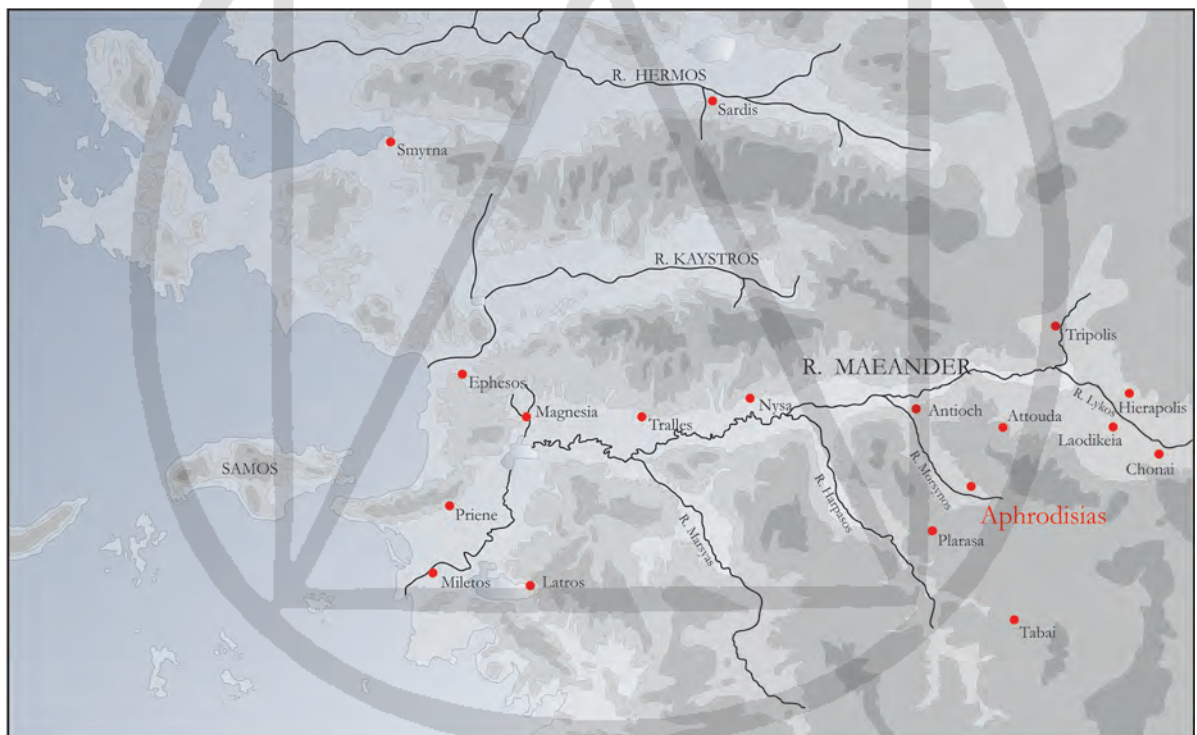 R. HERMOS
Sardis
Smyrna
R. KAYSTROS
Tripolis
R. MAEANDER
Ephesos
Nysa
R. Lykos
Hierapolis
Magnesia
Tralles
Antioch
Attouda
Laodikeia
Chonai
SAMOS
R. Morsynos
R. Harpasos
Priene
Aphrodisias
R. Marsyas
Plarasa
Miletos
Latros
Tabai